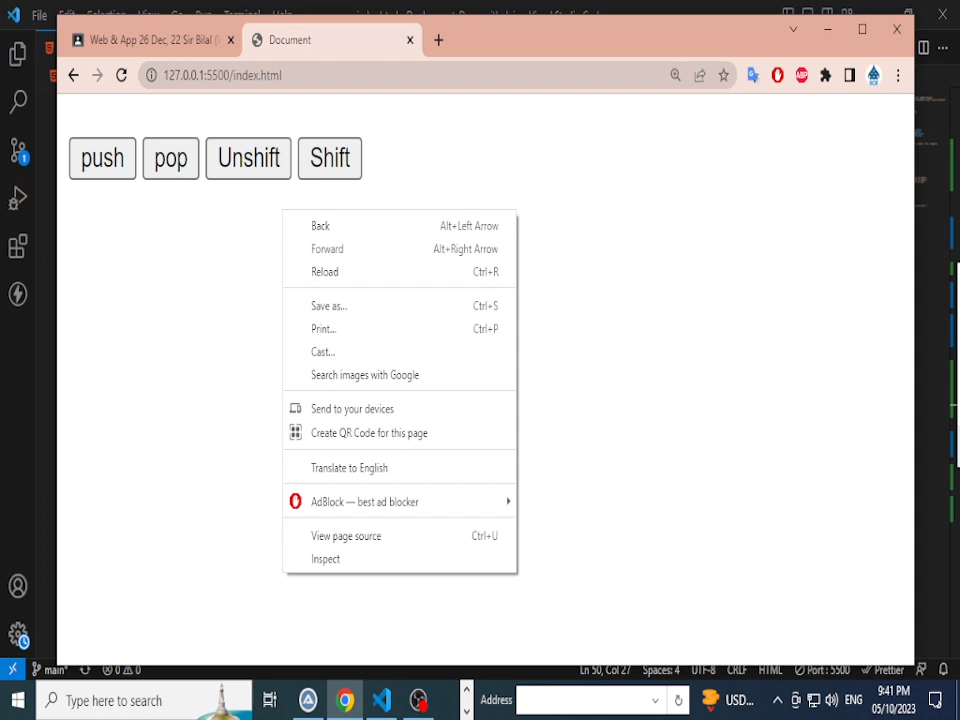 File
Web & App 26 Dec, 22 Sir Bilal
Document
127.0.0.1:5500/index.html
ABP
push pop Unshift Shift
Back Alt+Left Arrow
Forward Alt+Right Arrow
Reload Ctrl+R
Save as... Ctrl+S
Print... Ctrl+P
Cast...
Search images with Google
Send to your devices
Create QR Code for this page
Translate to English
AdBlock — best ad blocker
View page source Ctrl+U
Inspect
1
main* 0 0 Ln 50, Col 27 Spaces: 4 UTF-8 CRLF HTML Port : 5500 Prettier
Type here to search Address USD... ENG 9:41 PM
05/10/2023